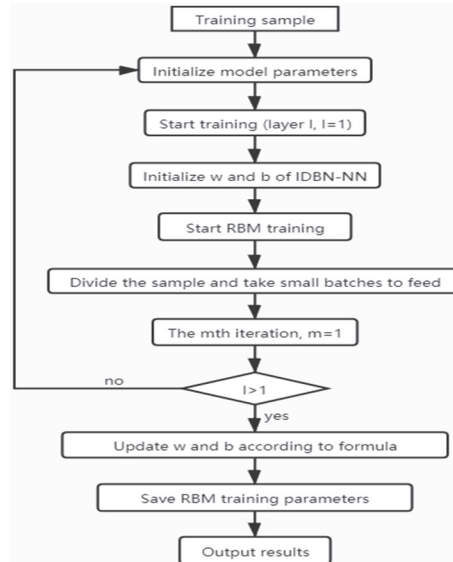 Training sample
Initialize model parameters
Start training (layer l, l=1)
Initialize w and b of IDBN-NN
Start RBM training
Divide the sample and take small batches to feed
The mth iteration, m=1
no
l>1
yes
Update w and b according to formula
Save RBM training parameters
Output results